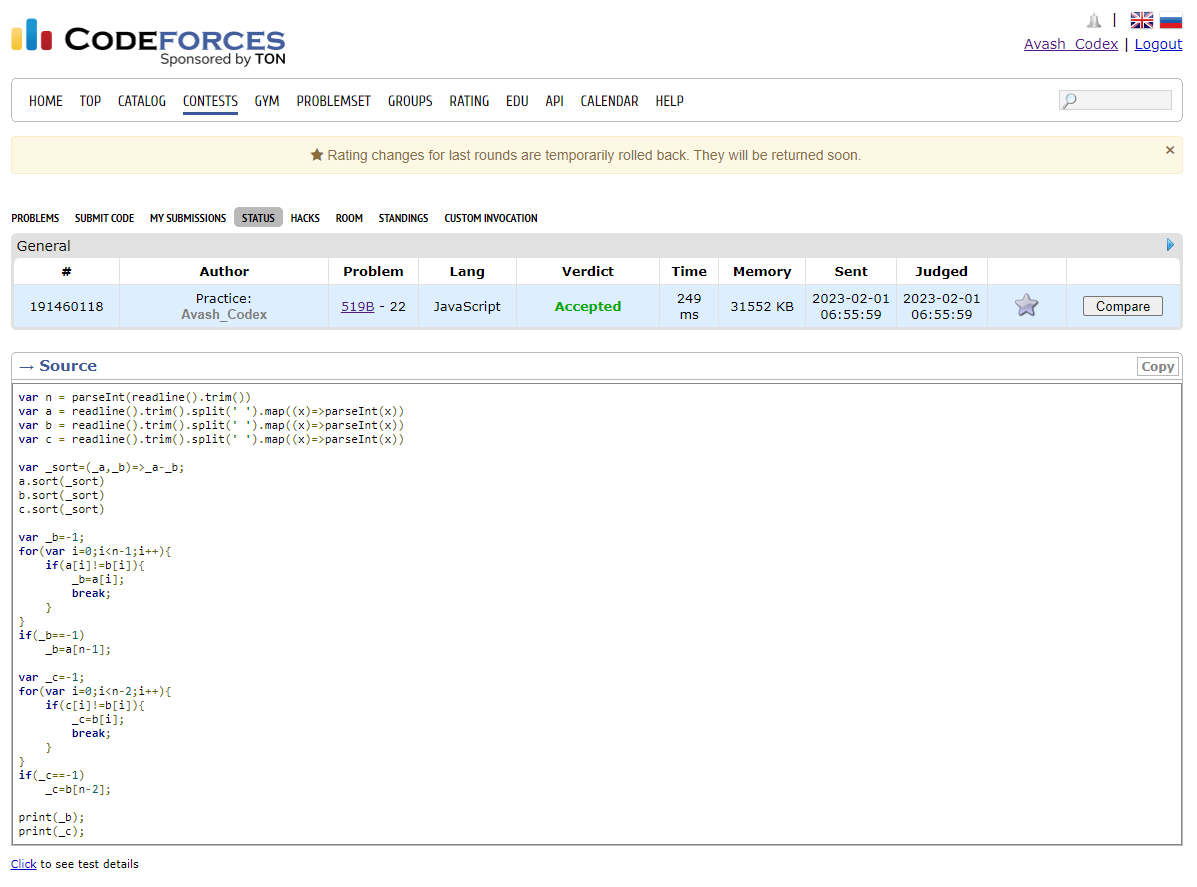 CODEFORCES
Sponsored by TON
|
Avash_Codex | Logout
HOME TOP CATALOG CONTESTS GYM PROBLEMSET GROUPS RATING EDU API CALENDAR HELP
Rating changes for last rounds are temporarily rolled back. They will be returned soon. ×
PROBLEMS SUBMIT CODE MY SUBMISSIONS STATUS HACKS ROOM STANDINGS CUSTOM INVOCATION
General
# Author Problem Lang Verdict Time Memory Sent Judged
191460118 Practice: Avash_Codex 519B - 22 JavaScript Accepted 249 ms 31552 KB 2023-02-01 06:55:59 2023-02-01 06:55:59 Compare
→ Source Copy
var n = parseInt(readline().trim())
var a = readline().trim().split(' ').map((x)=>parseInt(x))
var b = readline().trim().split(' ').map((x)=>parseInt(x))
var c = readline().trim().split(' ').map((x)=>parseInt(x))

var _sort=(_a,_b)=>_a-_b;
a.sort(_sort)
b.sort(_sort)
c.sort(_sort)

var _b=-1;
for(var i=0;i<n-1;i++){
    if(a[i]!=b[i]){
        _b=a[i];
        break;
    }
}
if(_b==-1)
    _b=a[n-1];

var _c=-1;
for(var i=0;i<n-2;i++){
    if(c[i]!=b[i]){
        _c=b[i];
        break;
    }
}
if(_c==-1)
    _c=b[n-2];

print(_b);
print(_c);
Click to see test details